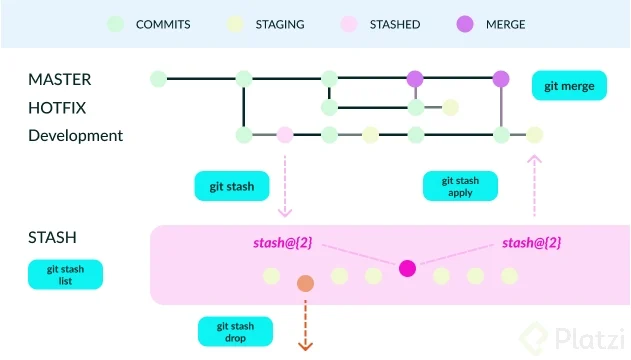 COMMITS STAGING STASHED MERGE
MASTER
git merge
HOTFIX
Development
git stash
git stash
apply
STASH
stash@{2} stash@{2}
git stash
list
git stash
drop
Platzi